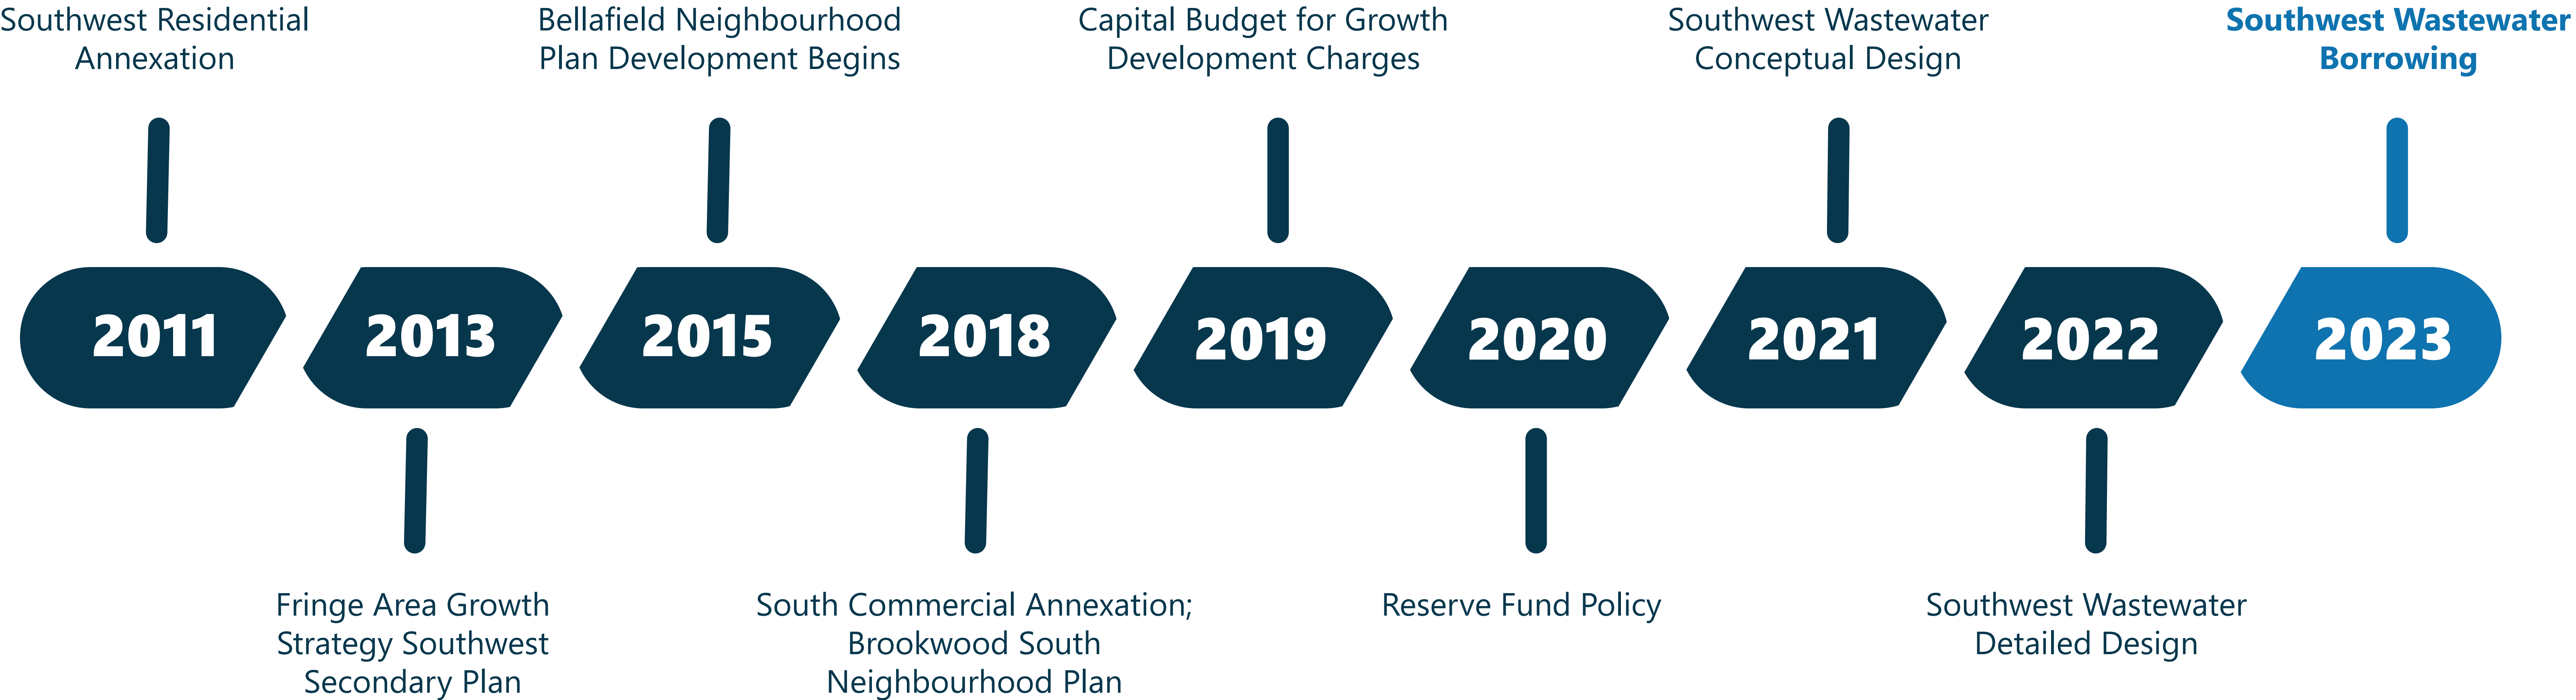 Southwest Residential
Annexation
Bellafield Neighbourhood
Plan Development Begins
Capital Budget for Growth
Development Charges
Southwest Wastewater
Conceptual Design
Southwest Wastewater
Borrowing
2011
2013
2015
2018
2019
2020
2021
2022
2023
Fringe Area Growth
Strategy Southwest
Secondary Plan
South Commercial Annexation;
Brookwood South
Neighbourhood Plan
Reserve Fund Policy
Southwest Wastewater
Detailed Design